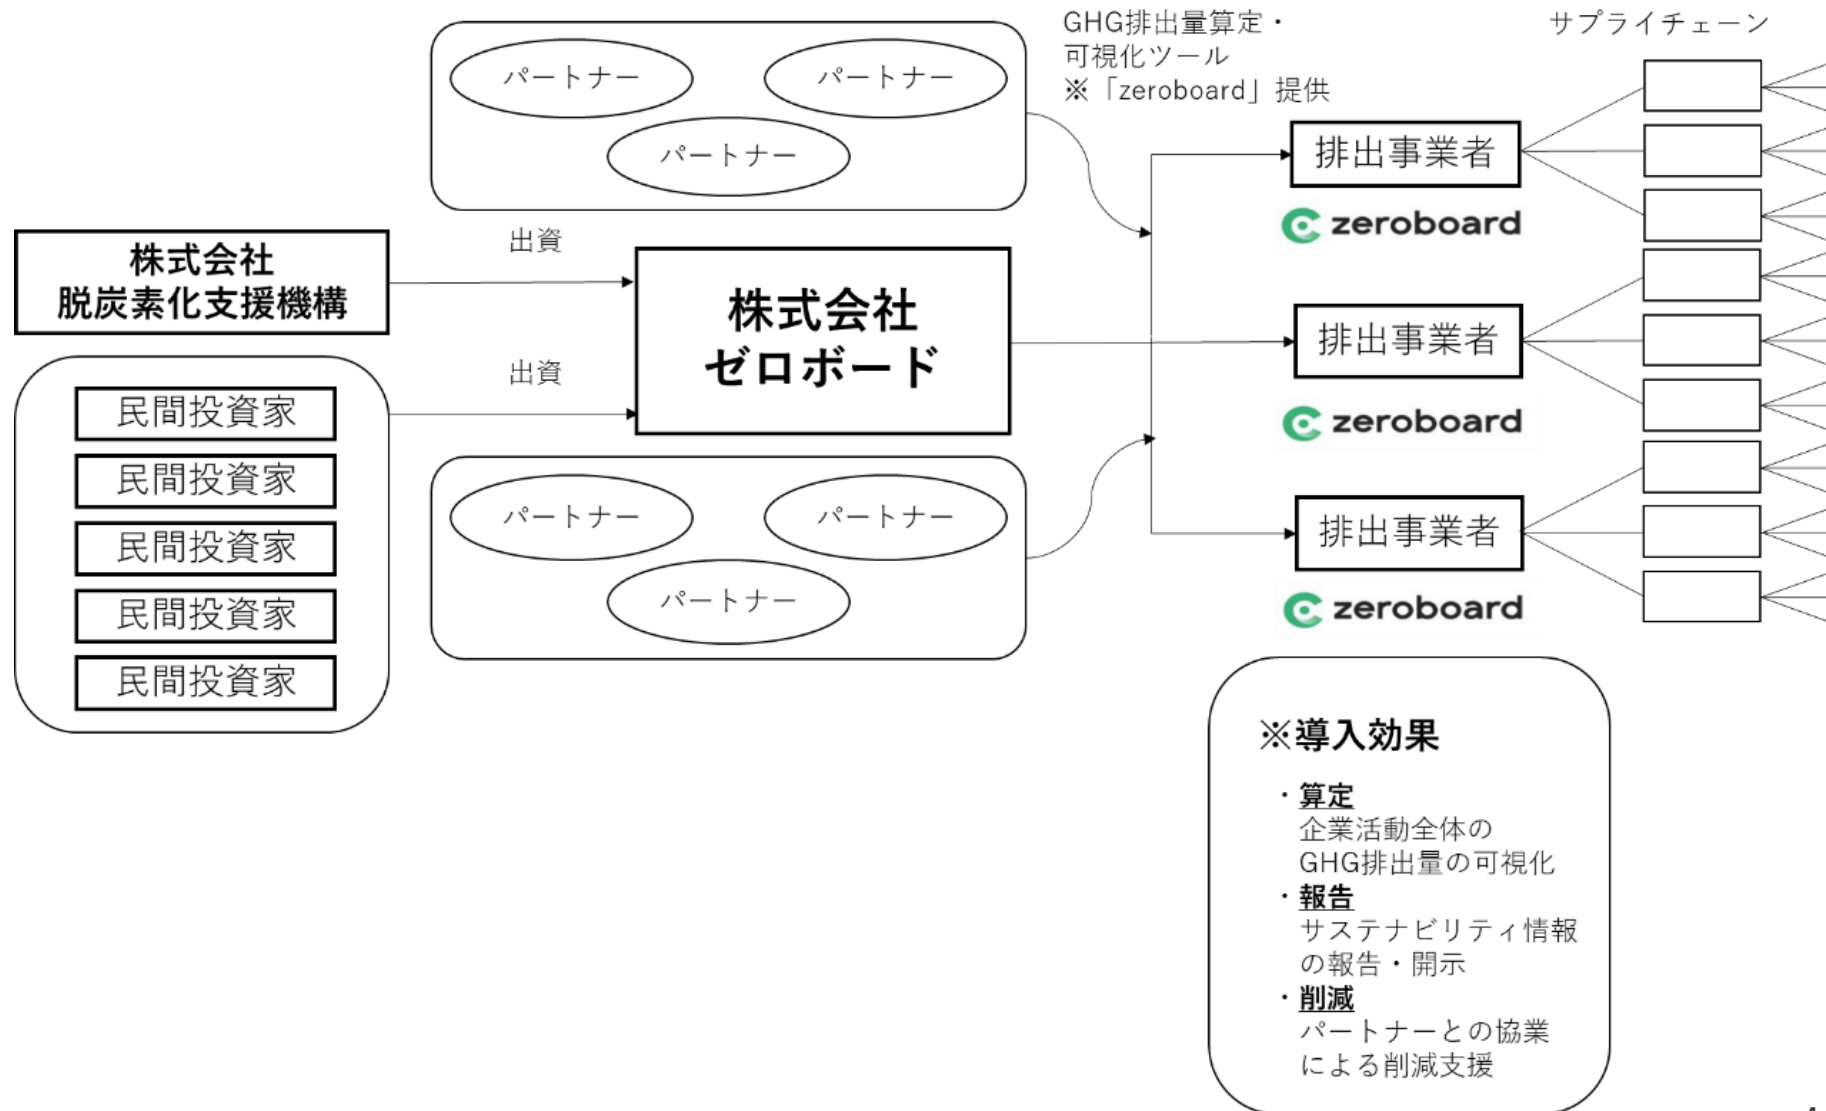 GHG排出量算定・
可視化ツール
※「zeroboard」提供
サプライチェーン
パートナー
パートナー
パートナー
株式会社
脱炭素化支援機構
出資
出資
民間投資家
民間投資家
民間投資家
民間投資家
民間投資家
株式会社
ゼロボード
パートナー
パートナー
パートナー
排出事業者
zeroboard
排出事業者
zeroboard
排出事業者
zeroboard
※導入効果
・算定
企業活動全体の
GHG排出量の可視化
・報告
サステナビリティ情報
の報告・開示
・削減
パートナーとの協業
による削減支援